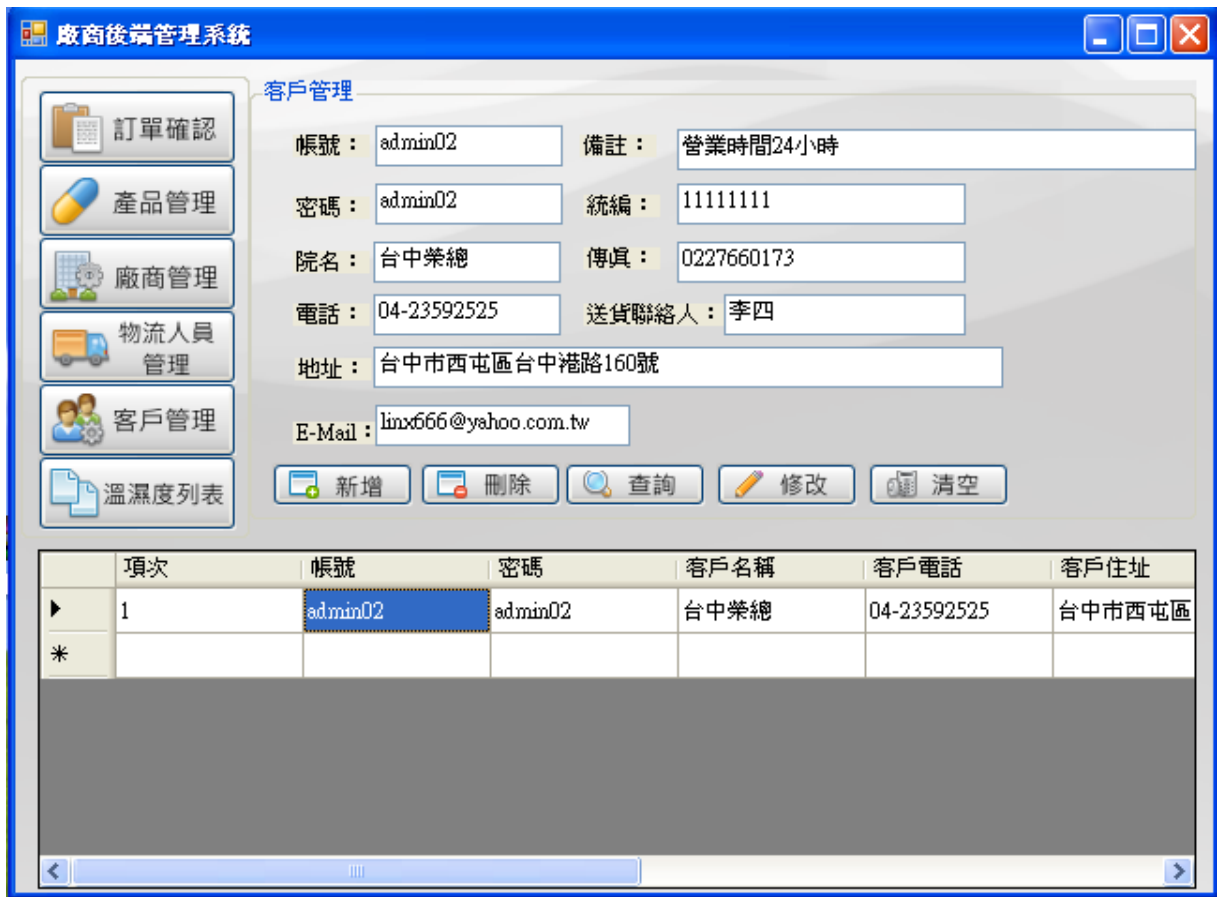 廠商後端管理系統
訂單確認
產品管理
廠商管理
物流人員
管理
客戶管理
溫濕度列表
客戶管理
帳號： admin02 備註： 營業時間24小時
密碼： admin02 統編： 11111111
院名： 台中榮總 傳眞： 0227660173
電話： 04-23592525 送貨聯絡人： 李四
地址： 台中市西屯區台中港路160號
E-Mail： linx666@yahoo.com.tw
新增 刪除 查詢 修改 清空
項次 帳號 密碼 客戶名稱 客戶電話 客戶住址
1 admin02 admin02 台中榮總 04-23592525 台中市西屯區